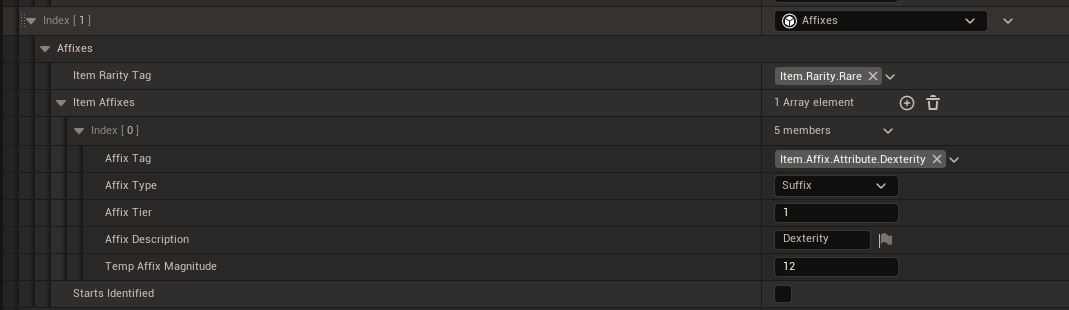 Index [ 1 ] Affixes
Affixes
Item Rarity Tag Item.Rarity.Rare
Item Affixes 1 Array element
Index [ 0 ] 5 members
Affix Tag Item.Affix.Attribute.Dexterity
Affix Type Suffix
Affix Tier 1
Affix Description Dexterity
Temp Affix Magnitude 12
Starts Identified